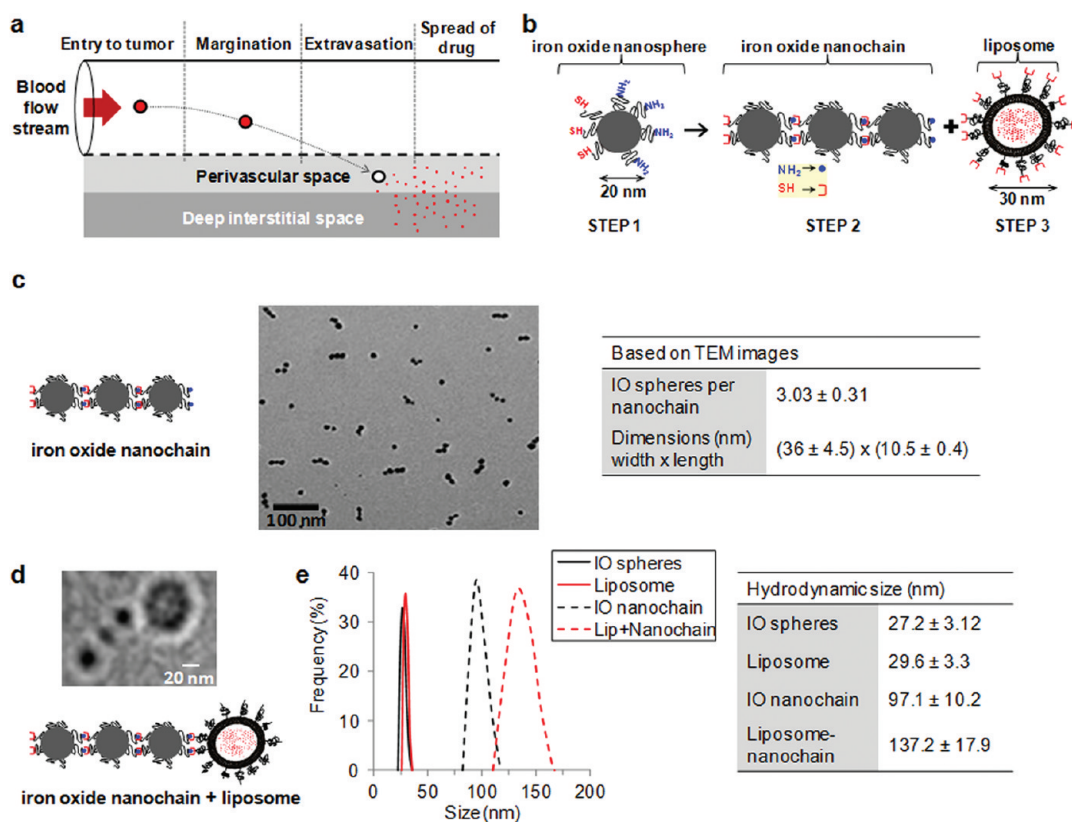 a
Entry to tumor
Margination
Extravasation
Spread of
drug
Blood
flow
stream
Perivascular space
Deep interstitial space
b
iron oxide nanosphere
iron oxide nanochain
liposome
NH₂
SH
NH₂
SH
NH₂
SH
NH₂
20 nm
NH₂
SH
30 nm
STEP 1
STEP 2
STEP 3
c
iron oxide nanochain
100 nm
Based on TEM images
IO spheres per
nanochain
3.03 ± 0.31
Dimensions (nm)
width x length
(36 ± 4.5) x (10.5 ± 0.4)
d
20 nm
iron oxide nanochain + liposome
e
IO spheres
Liposome
IO nanochain
Lip+Nanochain
Frequency (%)
40
30
20
10
0
0 50 100 150 200
Size (nm)
Hydrodynamic size (nm)
IO spheres 27.2 ± 3.12
Liposome 29.6 ± 3.3
IO nanochain 97.1 ± 10.2
Liposome-
nanochain
137.2 ± 17.9